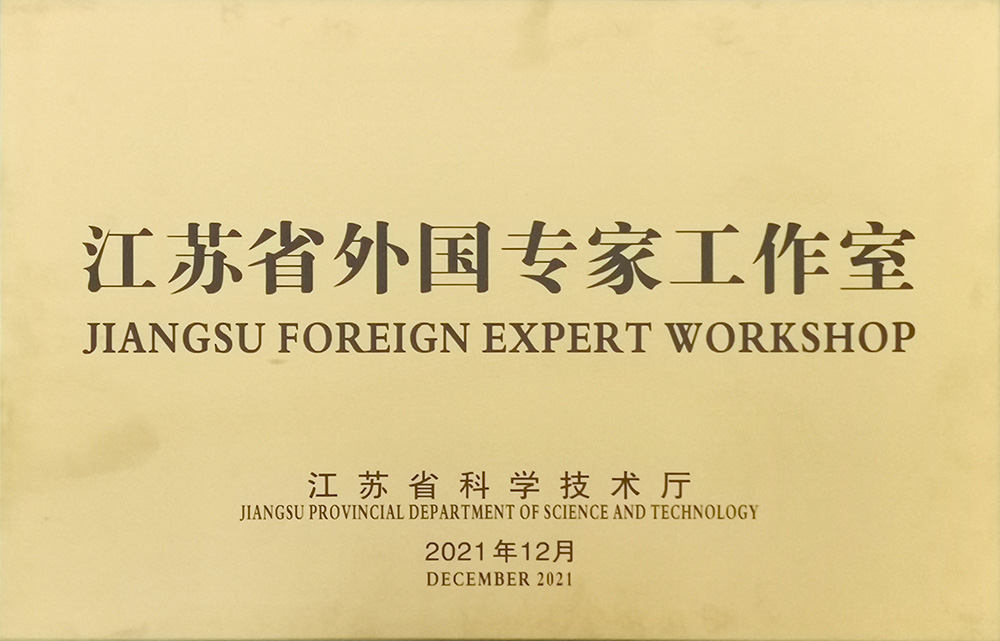 江苏省外国专家工作室
JIANGSU FOREIGN EXPERT WORKSHOP
江苏省科学技术厅
JIANGSU PROVINCIAL DEPARTMENT OF SCIENCE AND TECHNOLOGY
2021年12月
DECEMBER 2021